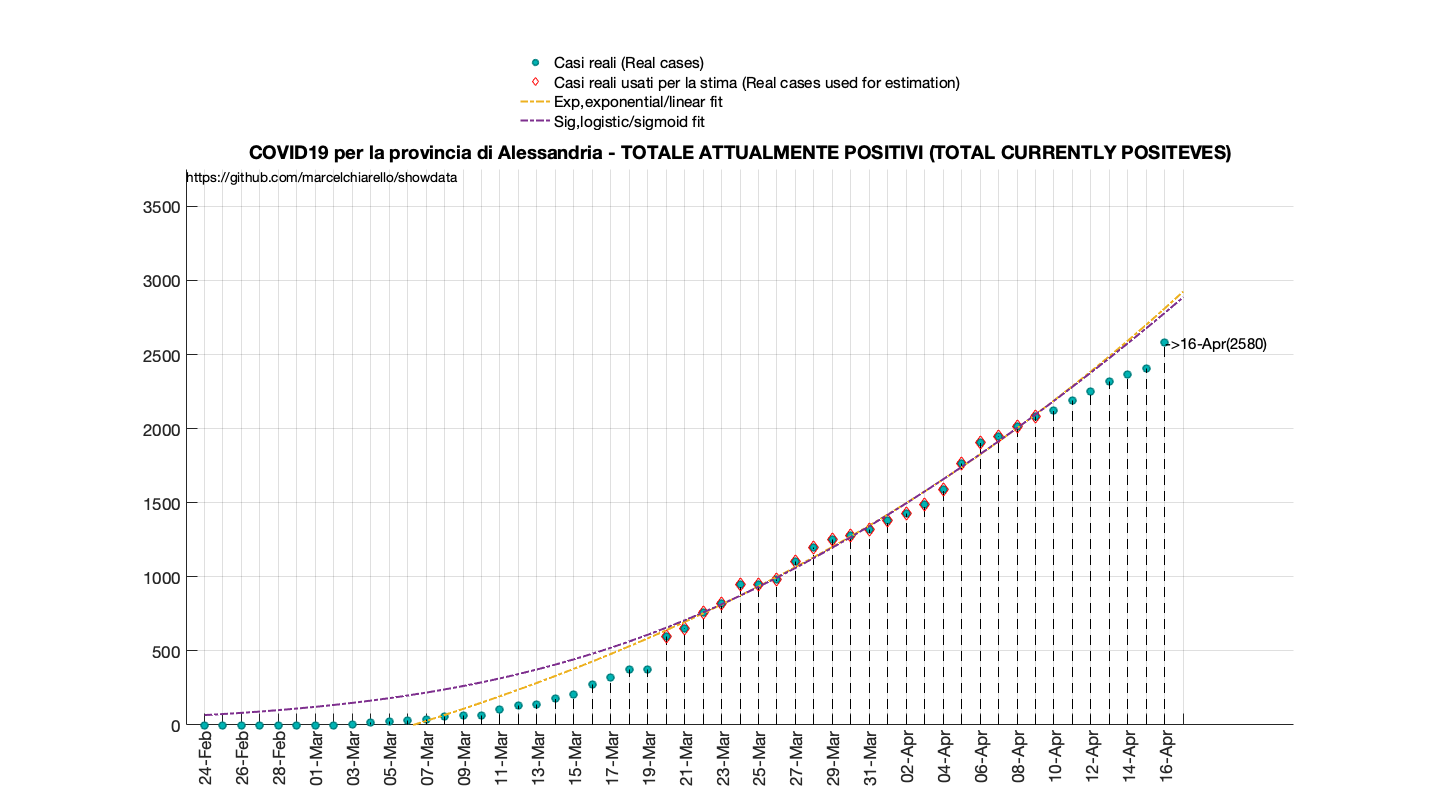 Casi reali (Real cases)
Casi reali usati per la stima (Real cases used for estimation)
Exp,exponential/linear fit
Sig,logistic/sigmoid fit
COVID19 per la provincia di Alessandria - TOTALE ATTUALMENTE POSITIVI (TOTAL CURRENTLY POSITEVES)
https://github.com/marcelchiarello/showdata
3500
3000
2500
2000
1500
1000
500
0
->16-Apr(2580)
24-Feb
26-Feb
28-Feb
01-Mar
03-Mar
05-Mar
07-Mar
09-Mar
11-Mar
13-Mar
15-Mar
17-Mar
19-Mar
21-Mar
23-Mar
25-Mar
27-Mar
29-Mar
31-Mar
02-Apr
04-Apr
06-Apr
08-Apr
10-Apr
12-Apr
14-Apr
16-Apr